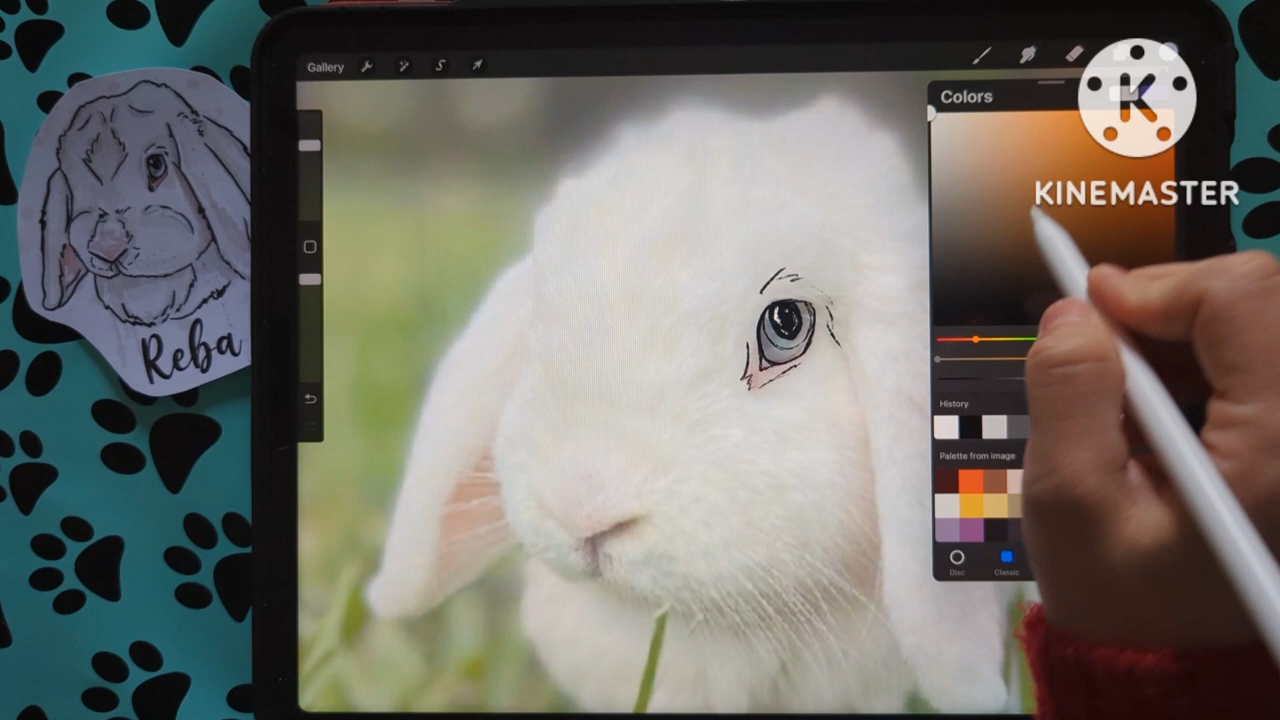 Gallery
Colors
K
KINEMASTER
Reba
History
Palette from image
Disc
Classic